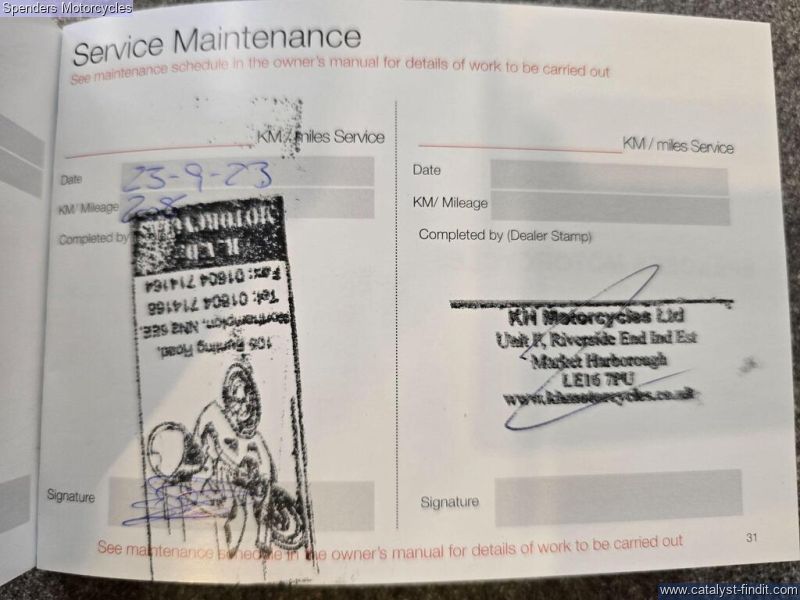 Spenders Motorcycles
Service Maintenance
See maintenance schedule in the owner's manual for details of work to be carried out
KM / miles Service
Date 23-9-23
KM/ Mileage
Completed by
Fax: 01604 714164
Tel: 01604 714168
Northampton, NN2 6EE.
Road,
Signature
KM / miles Service
Date
KM/ Mileage
Completed by (Dealer Stamp)
KH Motorcycles Ltd
Unit F, Riverside End Ind Est
Market Harborough
LE16 7PU
www.khmotorcycles.co.uk
Signature
See maintenance schedule in the owner's manual for details of work to be carried out
31
www.catalyst-findit.com